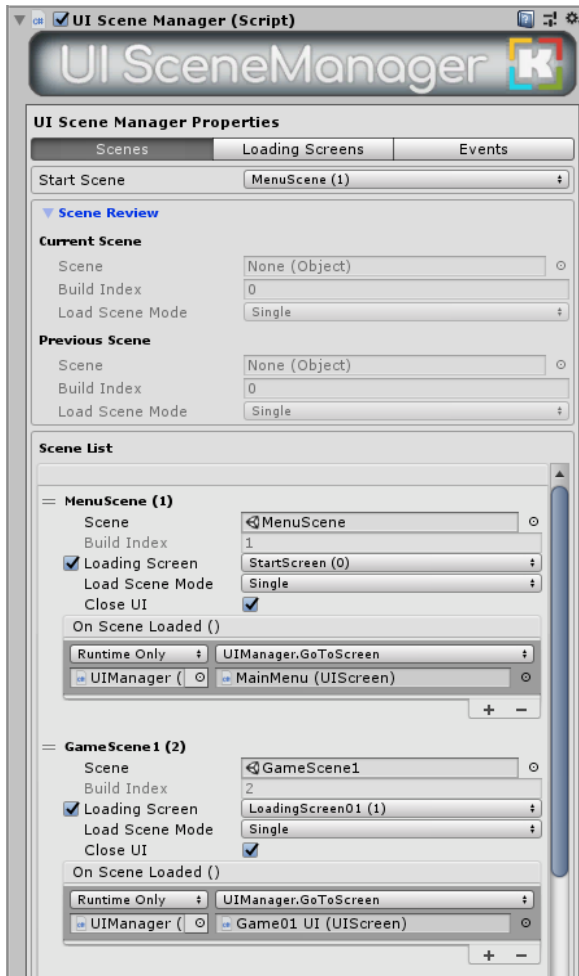 UI Scene Manager (Script)
UI SceneManager K
UI Scene Manager Properties
Scenes Loading Screens Events
Start Scene MenuScene (1)
Scene Review
Current Scene
Scene None (Object)
Build Index 0
Load Scene Mode Single
Previous Scene
Scene None (Object)
Build Index 0
Load Scene Mode Single
Scene List
MenuScene (1)
Scene MenuScene
Build Index 1
Loading Screen StartScreen (0)
Load Scene Mode Single
Close UI
On Scene Loaded ()
Runtime Only UIManager.GoToScreen
UIManager ( MainMenu (UIScreen)
+ −
GameScene1 (2)
Scene GameScene1
Build Index 2
Loading Screen LoadingScreen01 (1)
Load Scene Mode Single
Close UI
On Scene Loaded ()
Runtime Only UIManager.GoToScreen
UIManager ( Game01 UI (UIScreen)
+ −